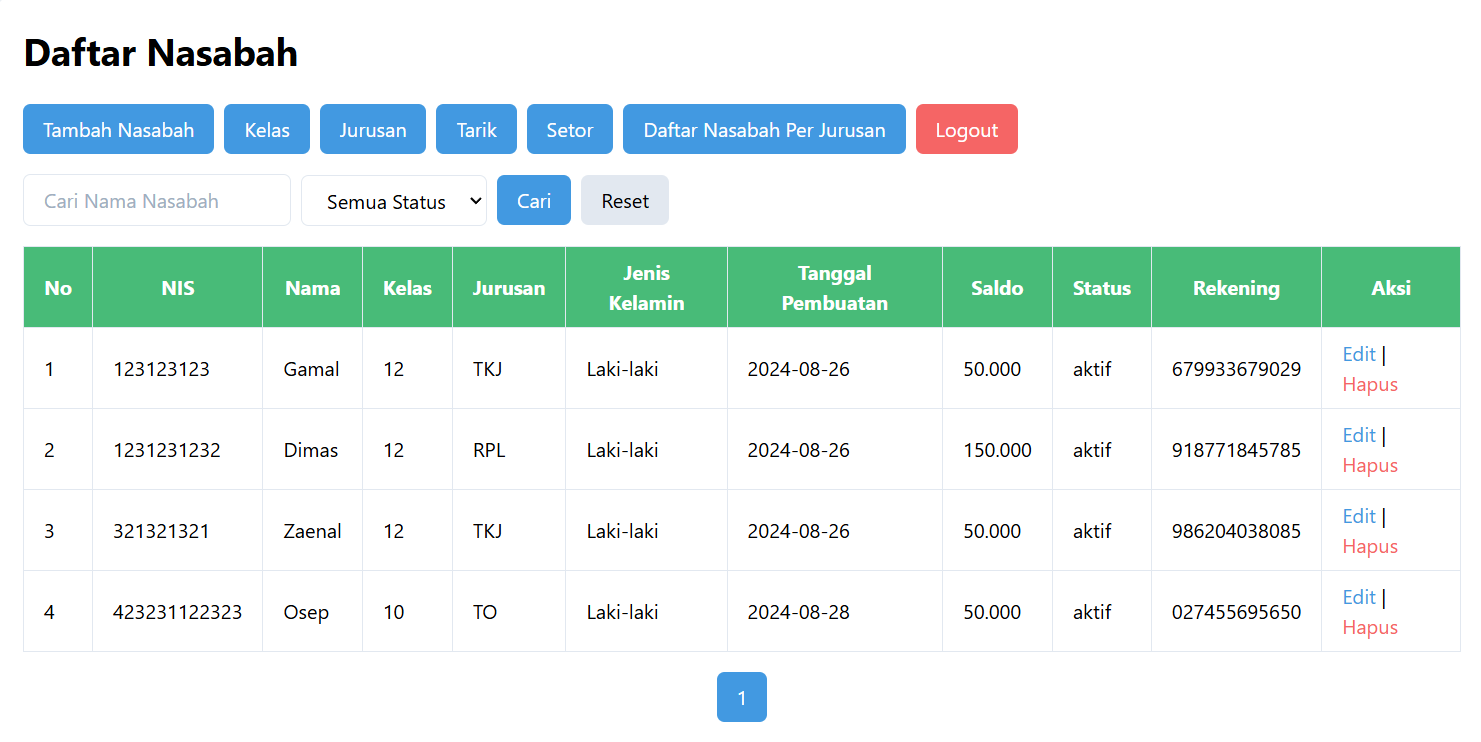 Daftar Nasabah
Tambah Nasabah Kelas Jurusan Tarik Setor Daftar Nasabah Per Jurusan Logout
Cari Nama Nasabah Semua Status Cari Reset
No NIS Nama Kelas Jurusan Jenis Kelamin Tanggal Pembuatan Saldo Status Rekening Aksi
1 123123123 Gamal 12 TKJ Laki-laki 2024-08-26 50.000 aktif 679933679029 Edit | Hapus
2 1231231232 Dimas 12 RPL Laki-laki 2024-08-26 150.000 aktif 918771845785 Edit | Hapus
3 321321321 Zaenal 12 TKJ Laki-laki 2024-08-26 50.000 aktif 986204038085 Edit | Hapus
4 423231122323 Osep 10 TO Laki-laki 2024-08-28 50.000 aktif 027455695650 Edit | Hapus
1